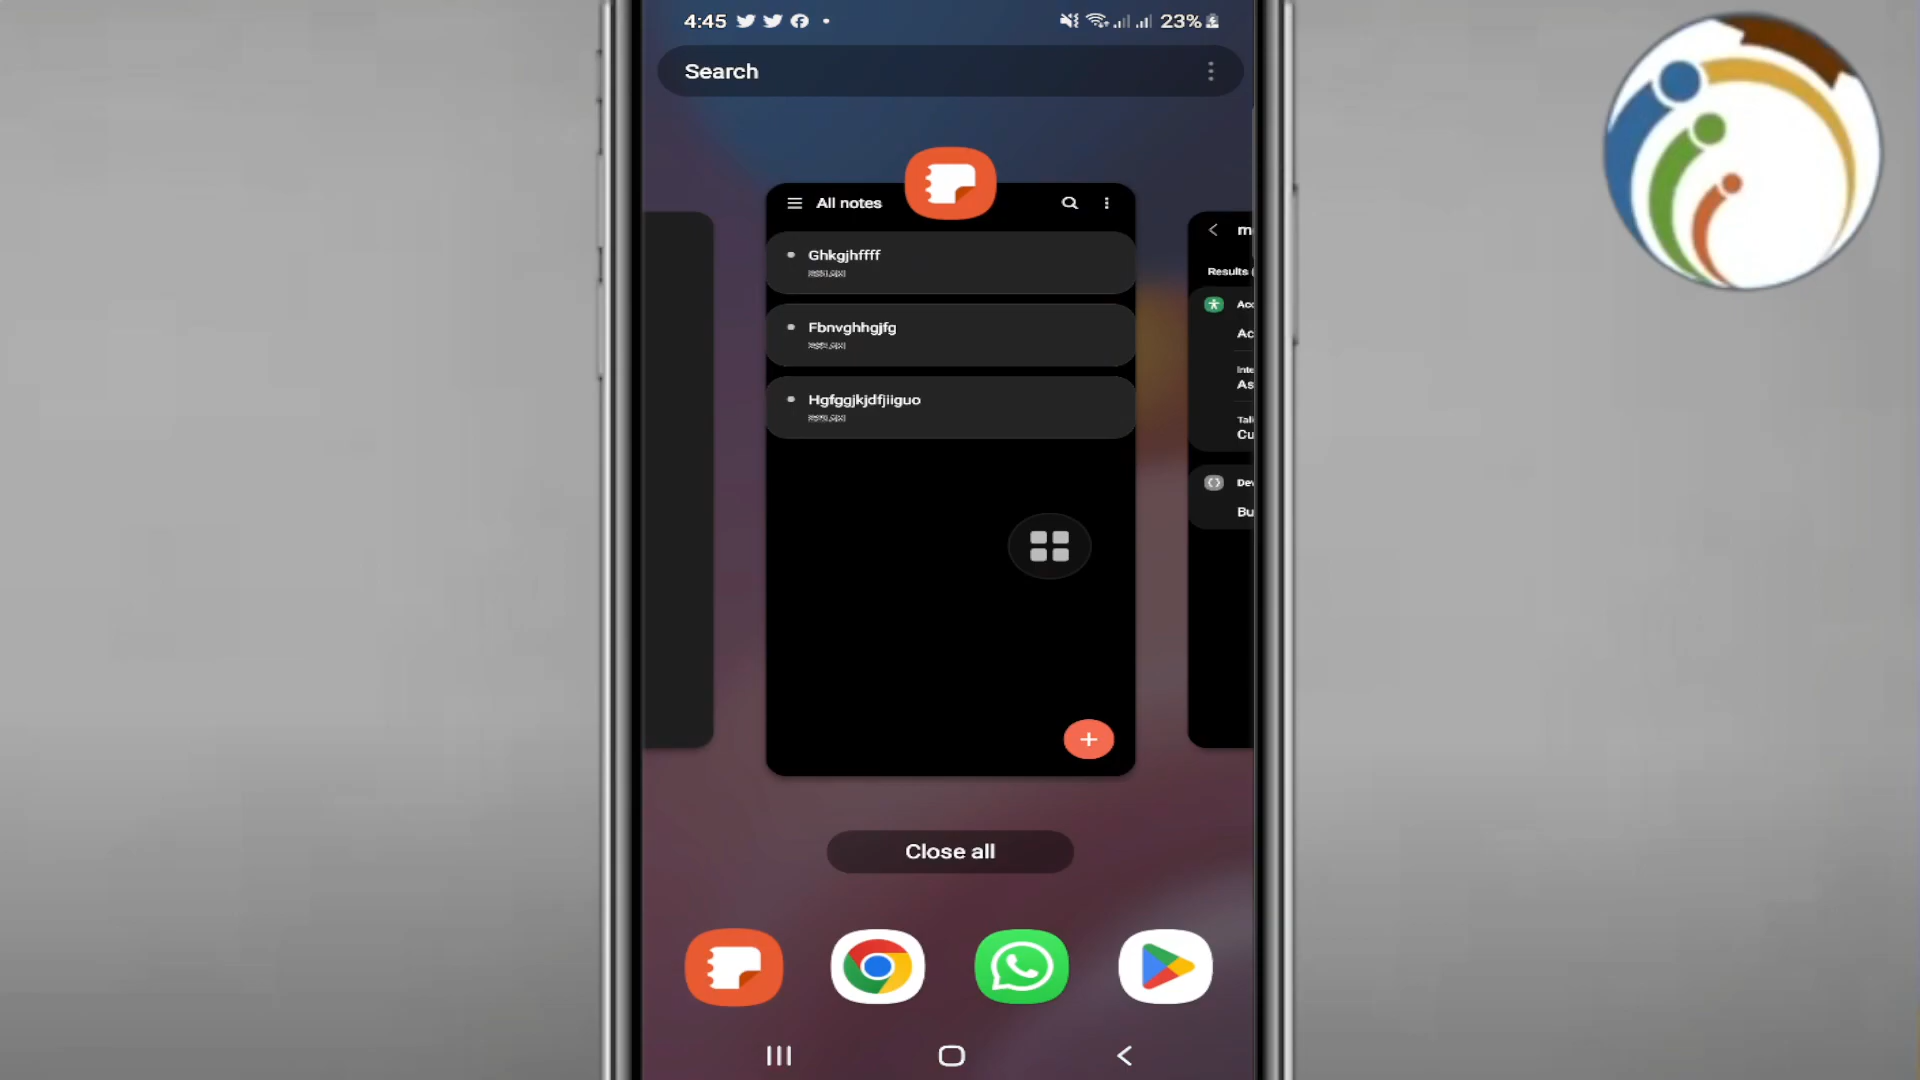 4:45
23%
Search
All notes
Ghkgjhffff
Fbnvghhgjfg
Hgfggjkjdfjiiguo
Results
Close all